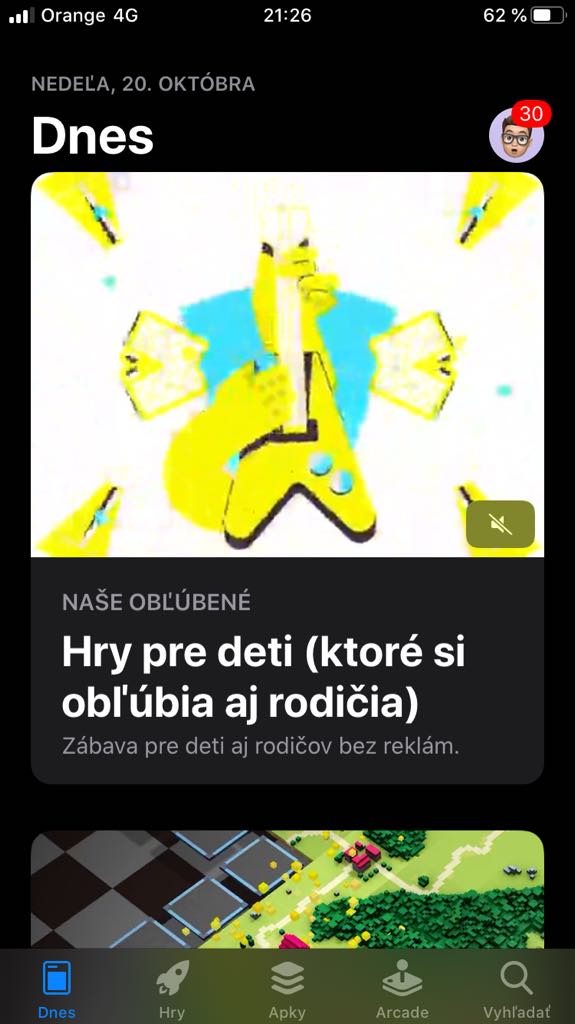 Orange 4G
21:26
62 %
NEDEĽA, 20. OKTÓBRA
Dnes
30
NAŠE OBĽÚBENÉ
Hry pre deti (ktoré si
obľúbia aj rodičia)
Zábava pre deti aj rodičov bez reklám.
Dnes
Hry
Apky
Arcade
Vyhľadať